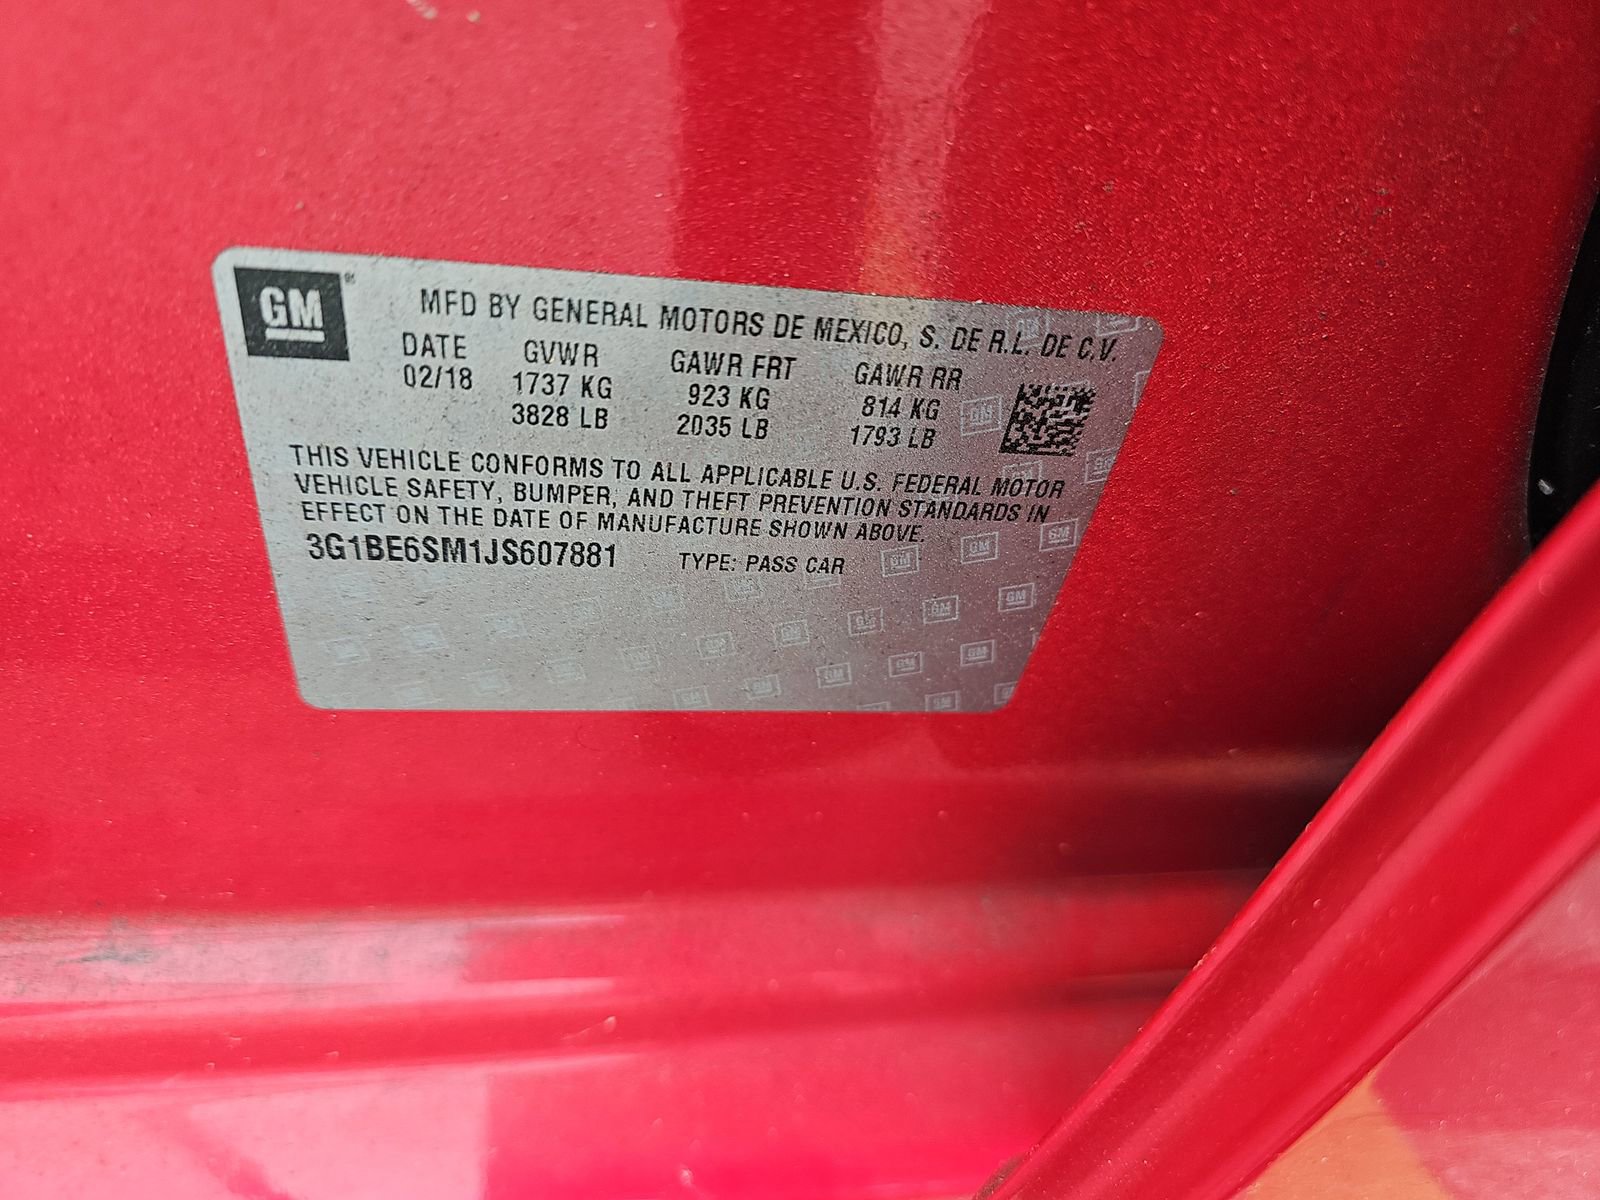 GM
MFD BY GENERAL MOTORS DE MEXICO, S. DE R.L. DE C.V.
DATE GVWR GAWR FRT GAWR RR
02/18 1737 KG 923 KG 814 KG
3828 LB 2035 LB 1793 LB
THIS VEHICLE CONFORMS TO ALL APPLICABLE U.S. FEDERAL MOTOR
VEHICLE SAFETY, BUMPER, AND THEFT PREVENTION STANDARDS IN
EFFECT ON THE DATE OF MANUFACTURE SHOWN ABOVE.
3G1BE6SM1JS607881 TYPE: PASS CAR